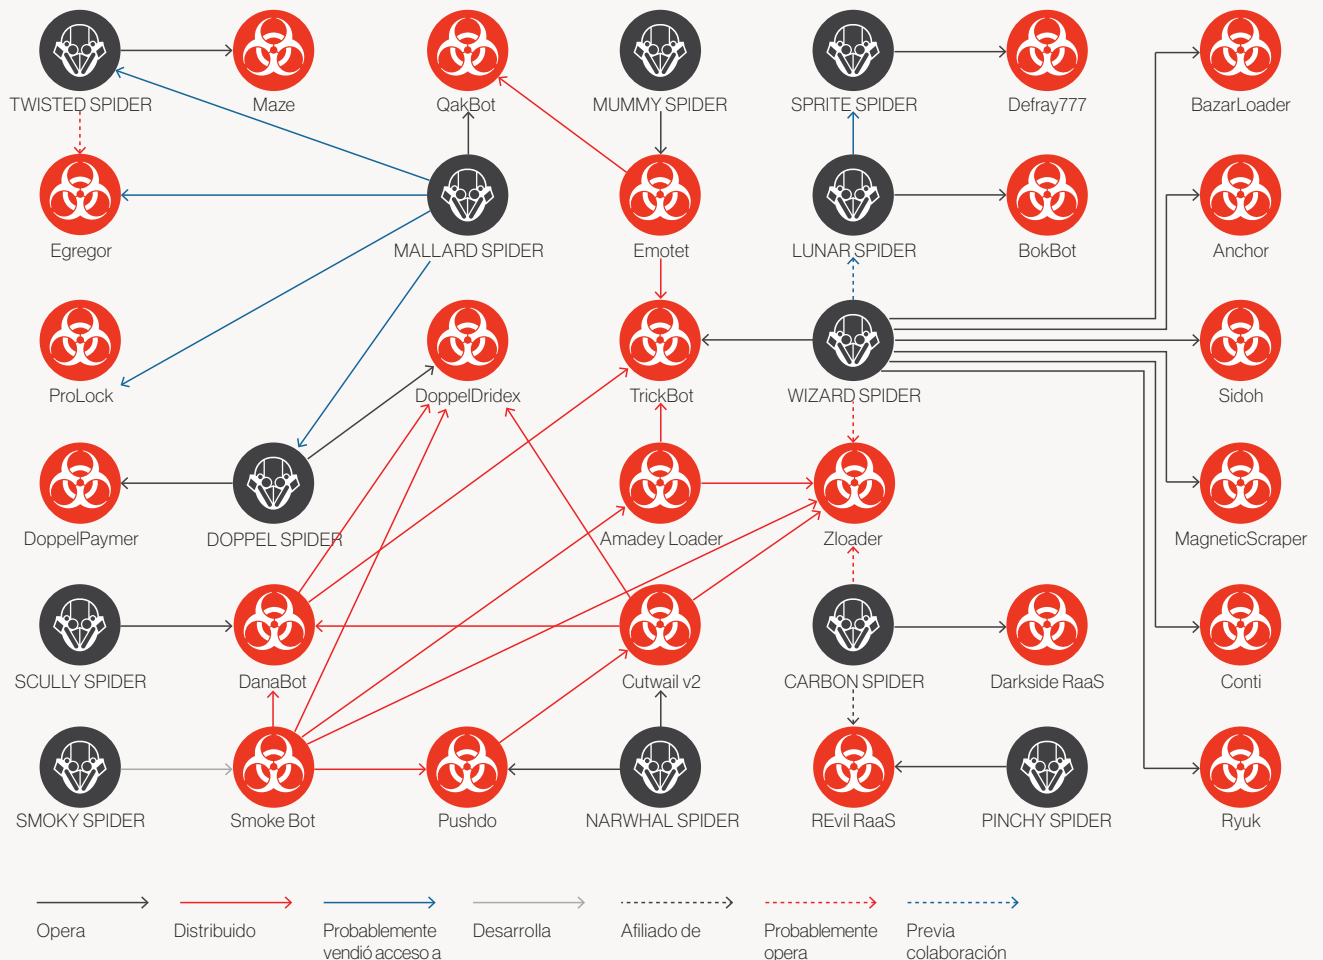 TWISTED SPIDER
Maze
QakBot
MUMMY SPIDER
SPRITE SPIDER
Defray777
BazarLoader
Egregor
MALLARD SPIDER
Emotet
LUNAR SPIDER
BokBot
Anchor
ProLock
DoppelDridex
TrickBot
WIZARD SPIDER
Sidoh
DoppelPaymer
DOPPEL SPIDER
Amadey Loader
Zloader
MagneticScraper
SCULLY SPIDER
DanaBot
Cutwail v2
CARBON SPIDER
Darkside RaaS
Conti
SMOKY SPIDER
Smoke Bot
Pushdo
NARWHAL SPIDER
REvil RaaS
PINCHY SPIDER
Ryuk
Opera
Distribuido
Probablemente
vendió acceso a
Desarrolla
Afiliado de
Probablemente
opera
Previa
colaboración